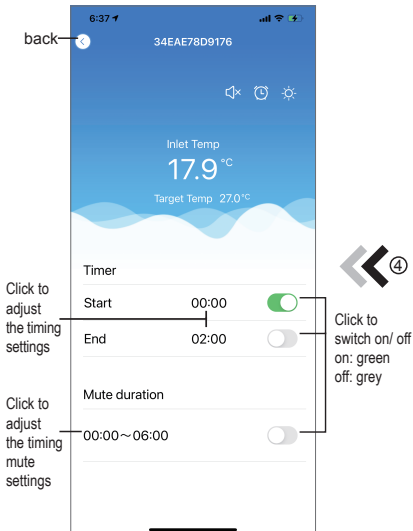 6:37
back
34EAE78D9176
Inlet Temp
17.9 °C
Target Temp 27.0°C
Timer
Start 00:00
End 02:00
Mute duration
00:00～06:00
Click to
adjust
the timing
settings
Click to
adjust
the timing
mute
settings
④
Click to
switch on/ off
on: green
off: grey